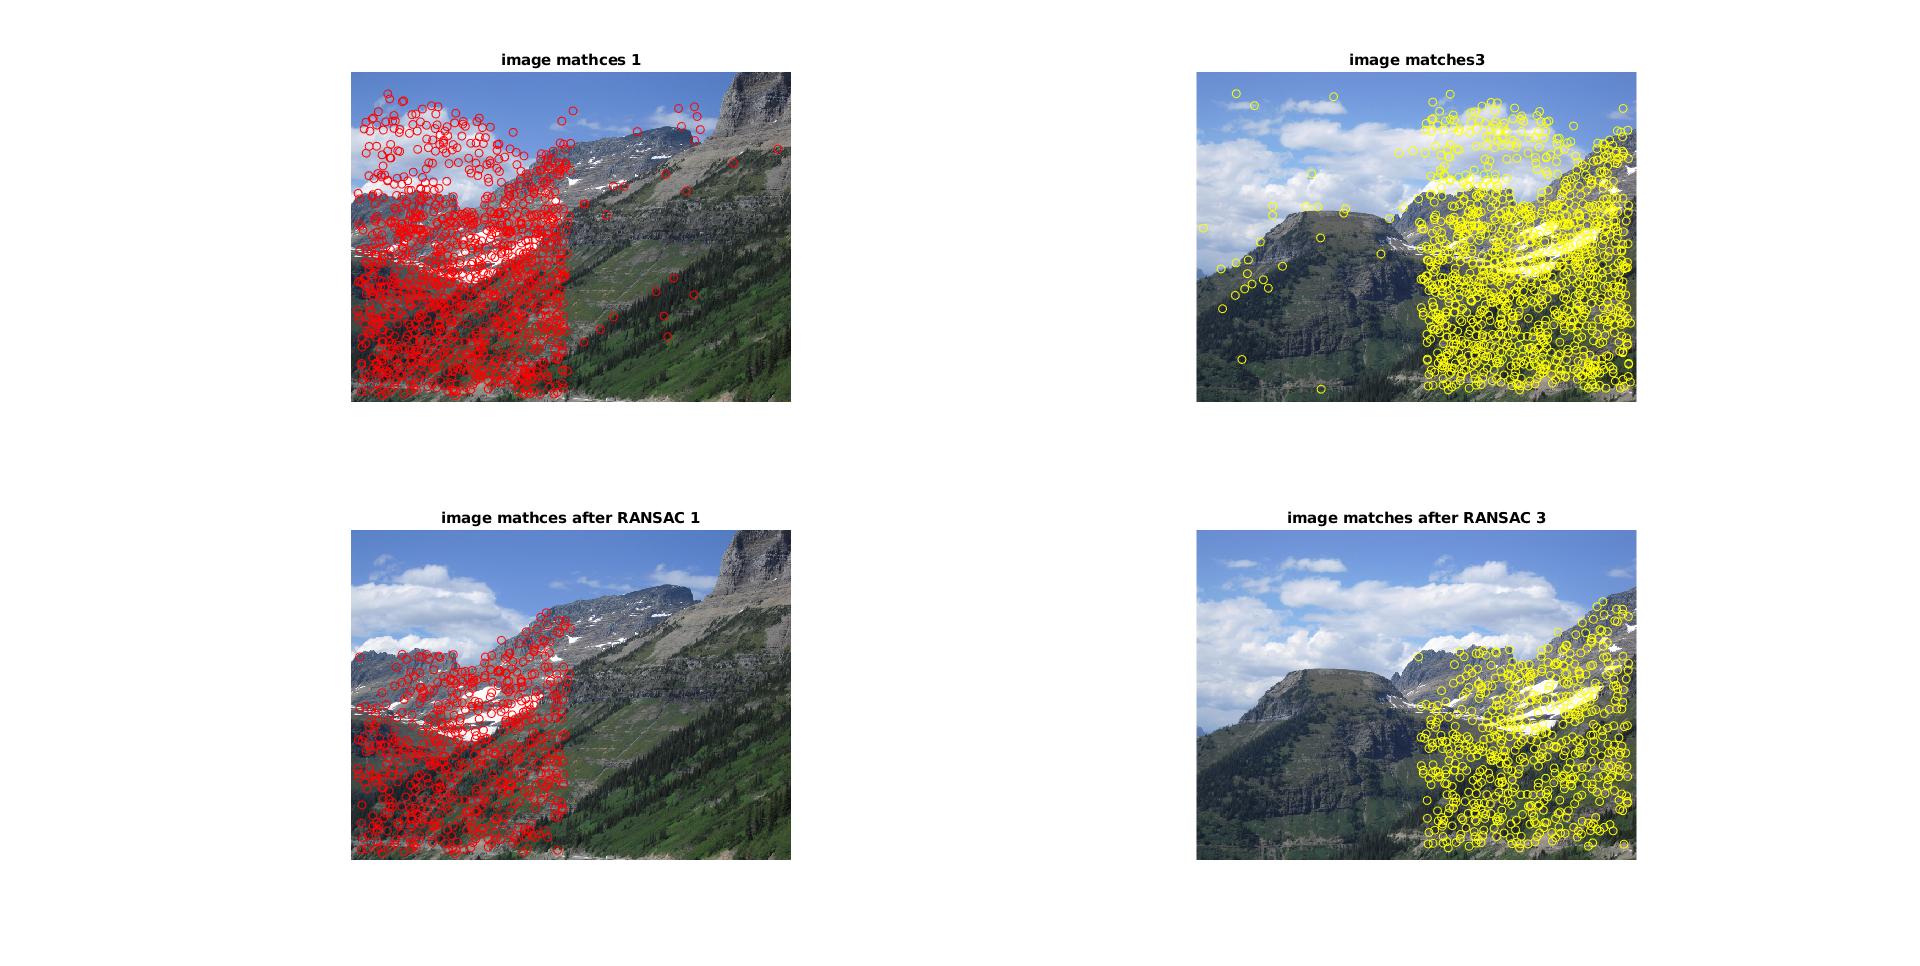 image mathces 1
image matches3
image mathces after RANSAC 1
image matches after RANSAC 3